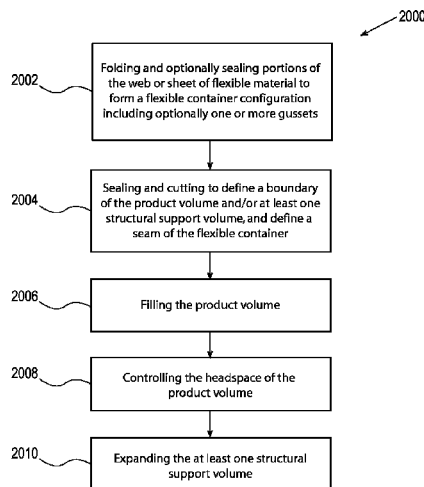 2000
2002
Folding and optionally sealing portions of
the web or sheet of flexible material to
form a flexible container configuration
including optionally one or more gussets
2004
Sealing and cutting to define a boundary
of the product volume and/or at least one
structural support volume, and define a
seam of the flexible container
2006
Filling the product volume
2008
Controlling the headspace of the
product volume
2010
Expanding the at least one structural
support volume